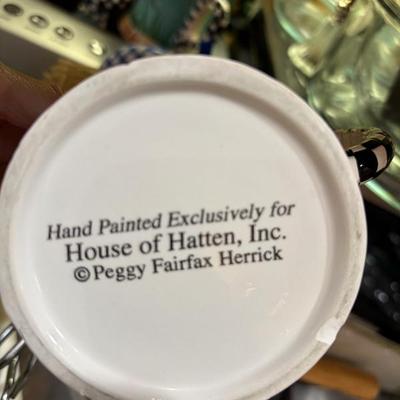 Hand Painted Exclusively for
House of Hatten, Inc.
©Peggy Fairfax Herrick